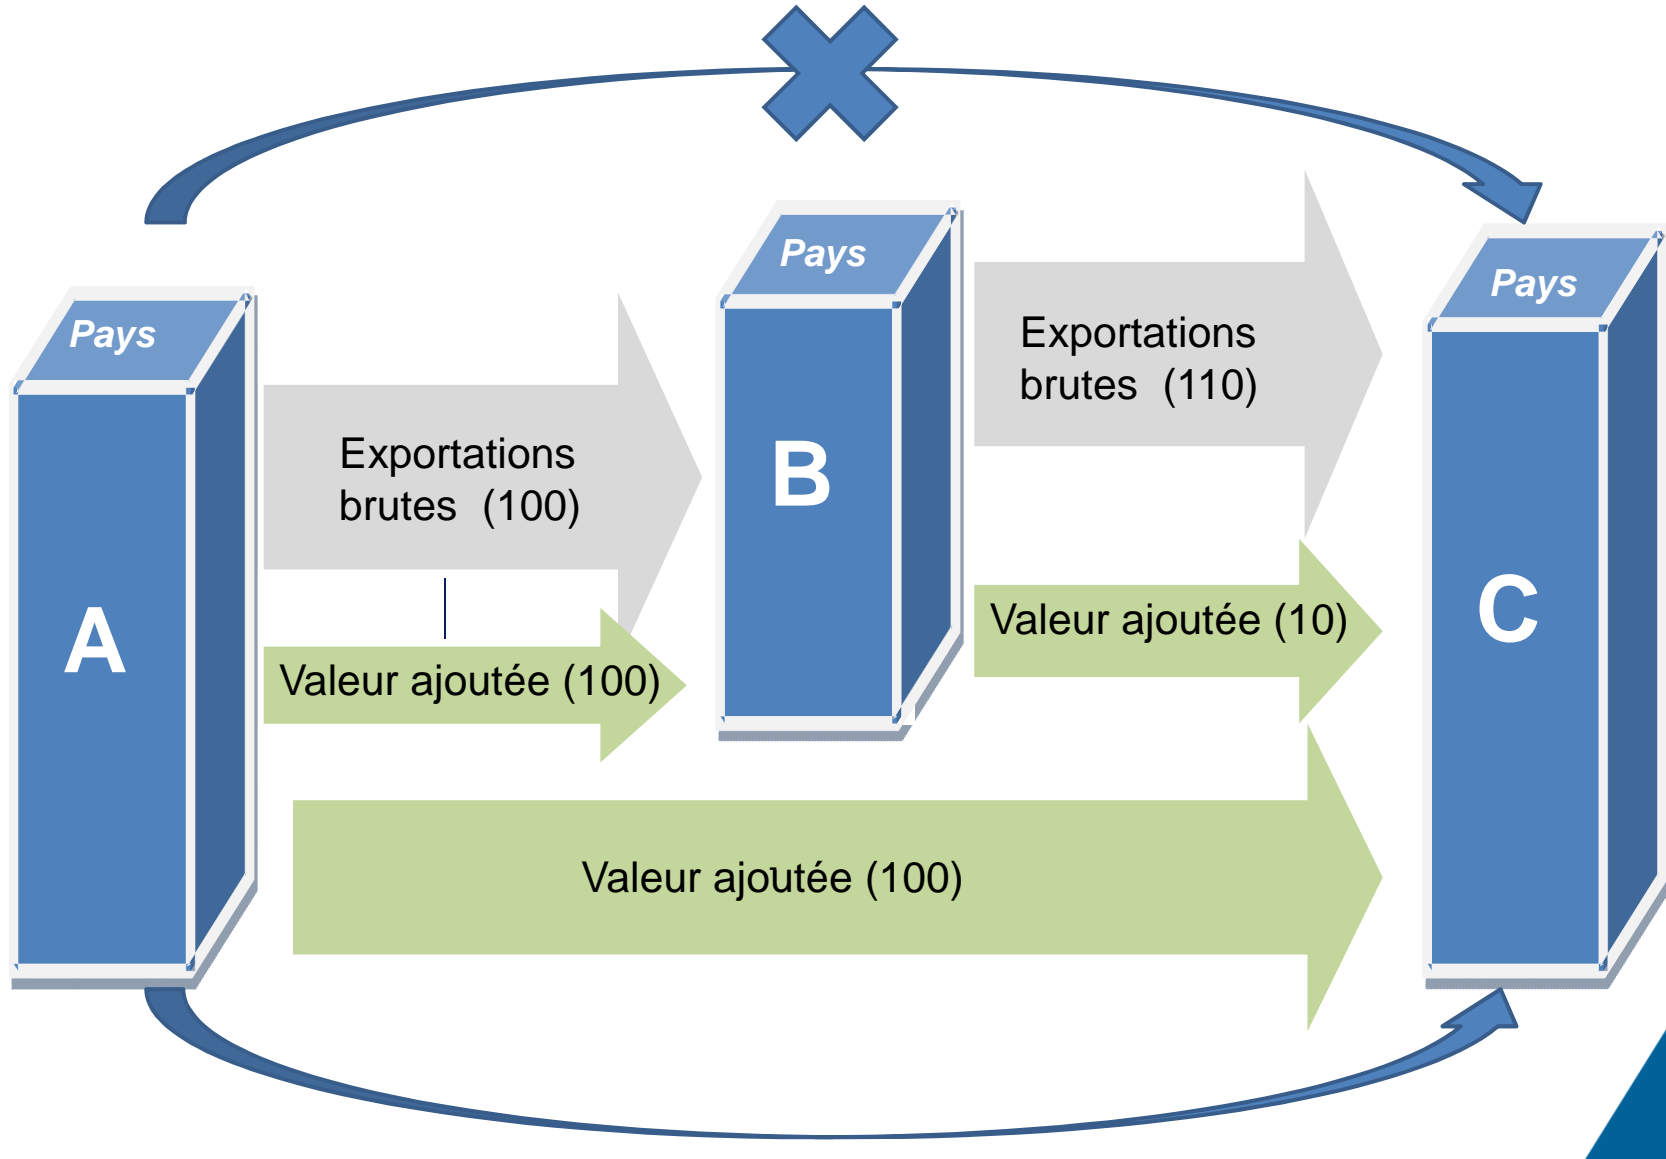 Pays
A
Exportations
brutes (100)
Valeur ajoutée (100)
Pays
B
Exportations
brutes (110)
Valeur ajoutée (10)
Valeur ajoutée (100)
Pays
C